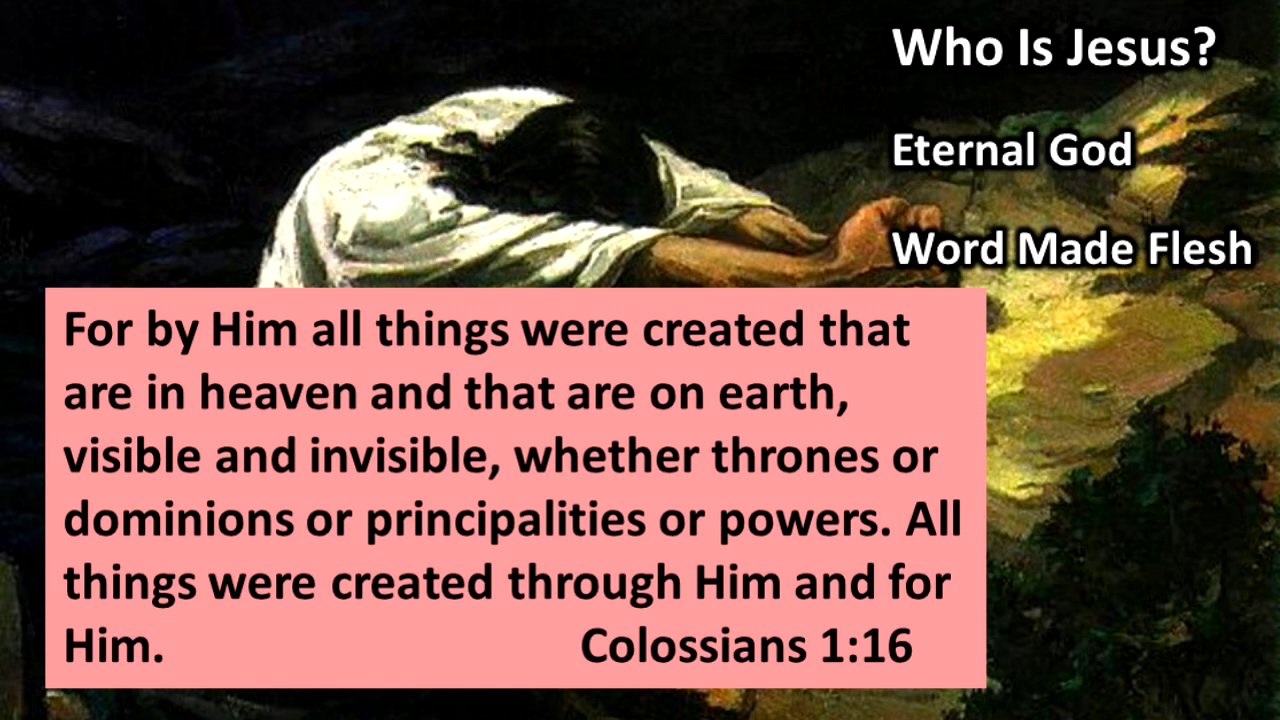 Who Is Jesus?
Eternal God
Word Made Flesh
For by Him all things were created that
are in heaven and that are on earth,
visible and invisible, whether thrones or
dominions or principalities or powers. All
things were created through Him and for
Him. Colossians 1:16